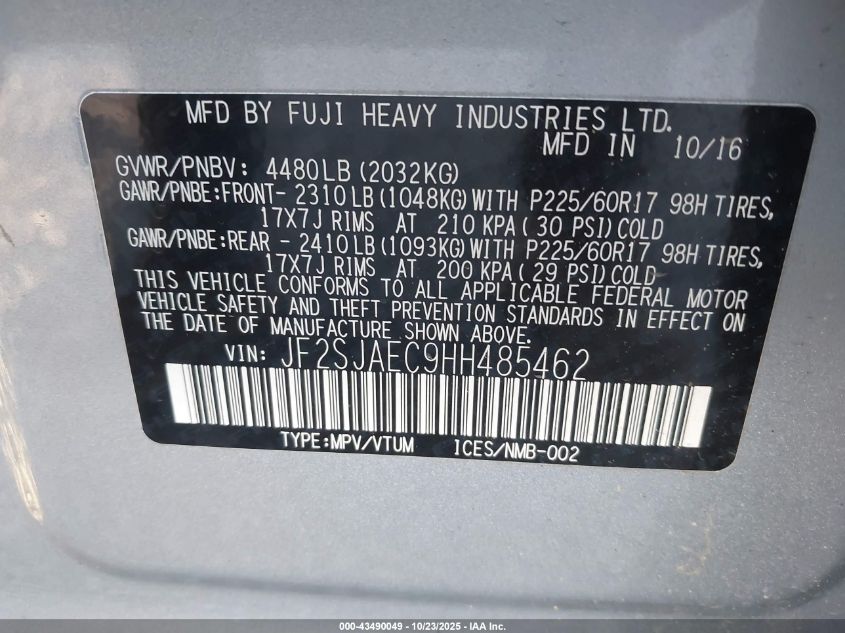 MFD BY FUJI HEAVY INDUSTRIES LTD.
MFD IN 10/16
GVWR/PNBV: 4480LB(2032KG)
GAWR/PNBE:FRONT- 2310LB(1048KG)WITH P225/60R17 98H TIRES,
17X7J RIMS AT 210 KPA(30 PSI)COLD
GAWR/PNBE:REAR - 2410LB(1093KG)WITH P225/60R17 98H TIRES,
17X7J RIMS AT 200 KPA(29 PSI)COLD
THIS VEHICLE CONFORMS TO ALL APPLICABLE FEDERAL MOTOR
VEHICLE SAFETY AND THEFT PREVENTION STANDARDS IN EFFECT ON
THE DATE OF MANUFACTURE SHOWN ABOVE.
VIN: JF2SJAEC9HH485462
TYPE:MPV/VTUM ICES/NMB-002
000-43490049 - 10/23/2025 - IAA Inc.